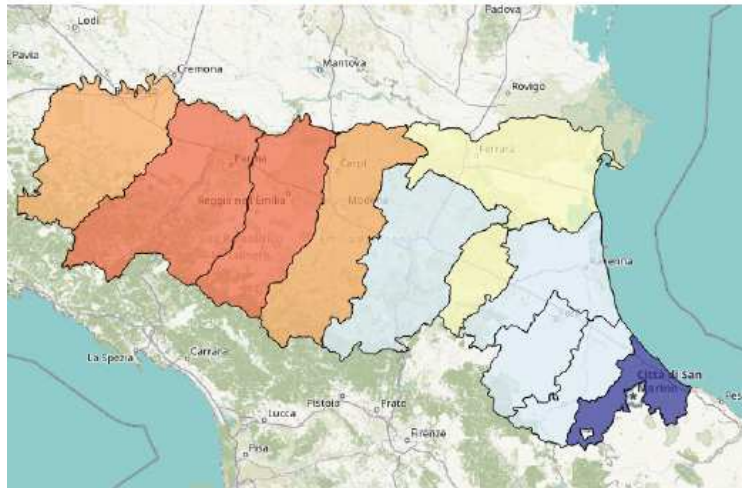 Lodi
Padova
Pavia
Cremona
Mantova
Rovigo
Ferrara
Parma
Carpi
Reggio nell'Emilia
Modena
La Spezia
Carrara
Città di San
Marino
Pes
Pistoia
Prato
Lucca
Firenze
Pisa